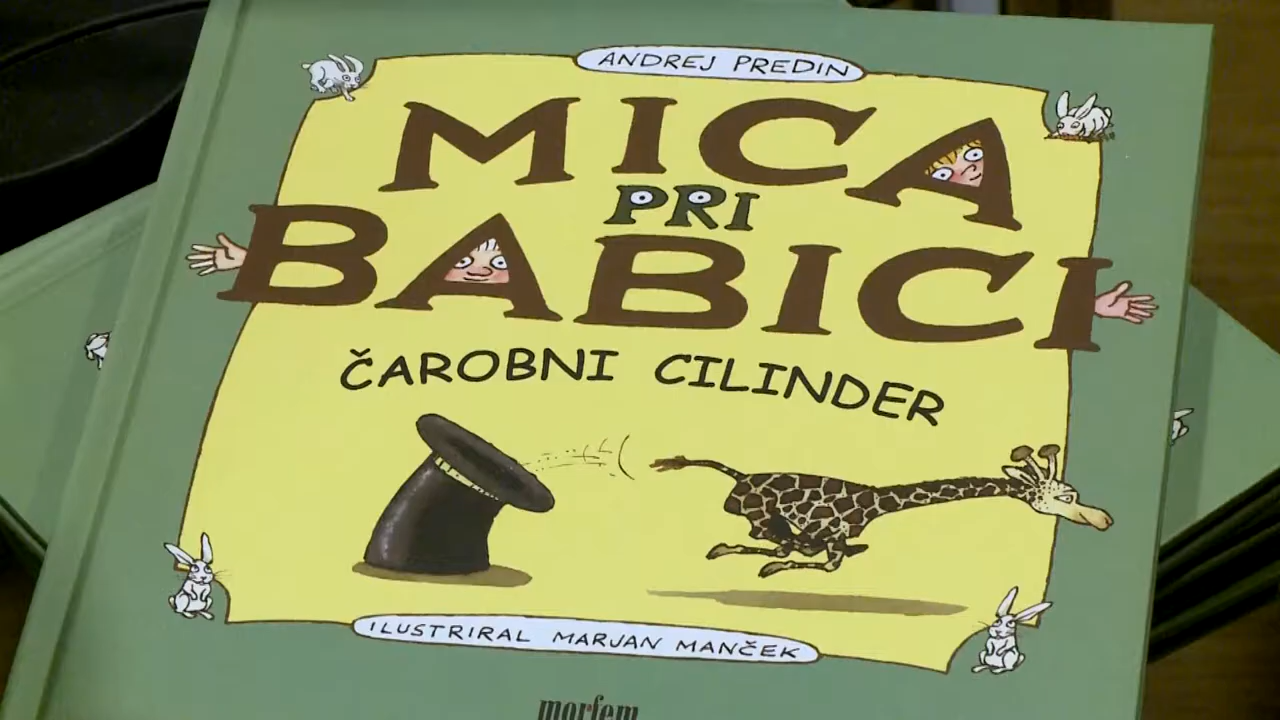 ANDREJ PREDIN
MICA
PRI
BABICI
ČAROBNI CILINDER
ILUSTRIRAL MARJAN MANČEK
morfem